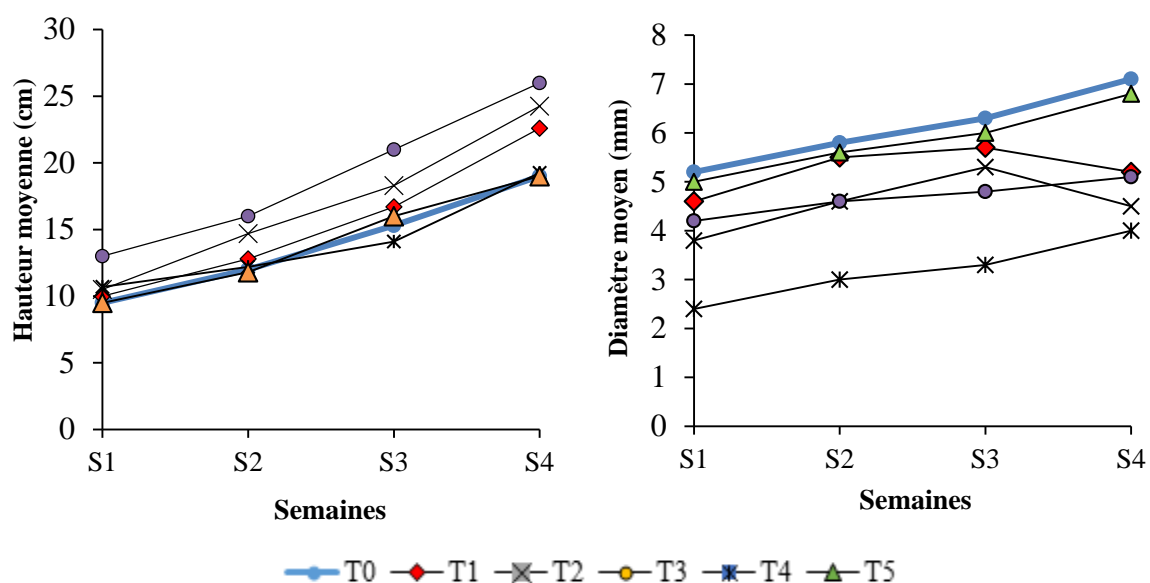 Hauteur moyenne (cm)
30
25
20
15
10
5
0
S1 S2 S3 S4
Semaines
Diamètre moyen (mm)
8
7
6
5
4
3
2
1
0
S1 S2 S3 S4
Semaines
T0 T1 T2 T3 T4 T5